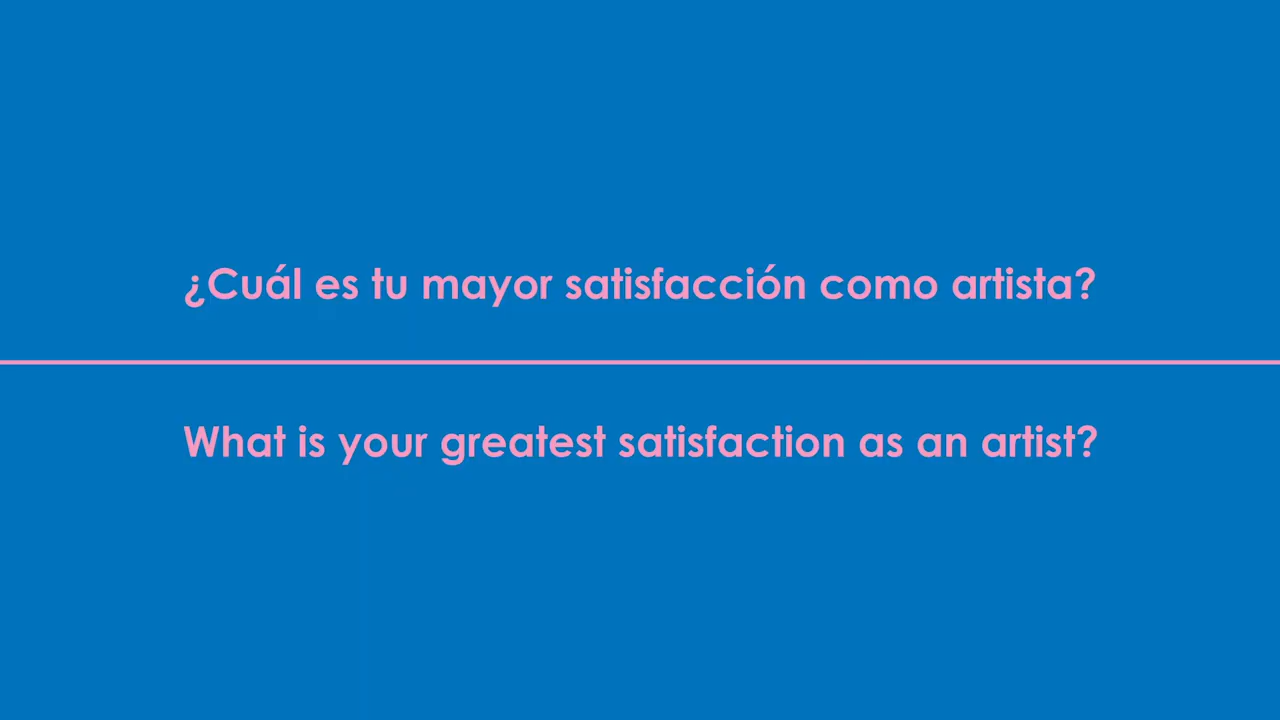 ¿Cuál es tu mayor satisfacción como artista?
What is your greatest satisfaction as an artist?